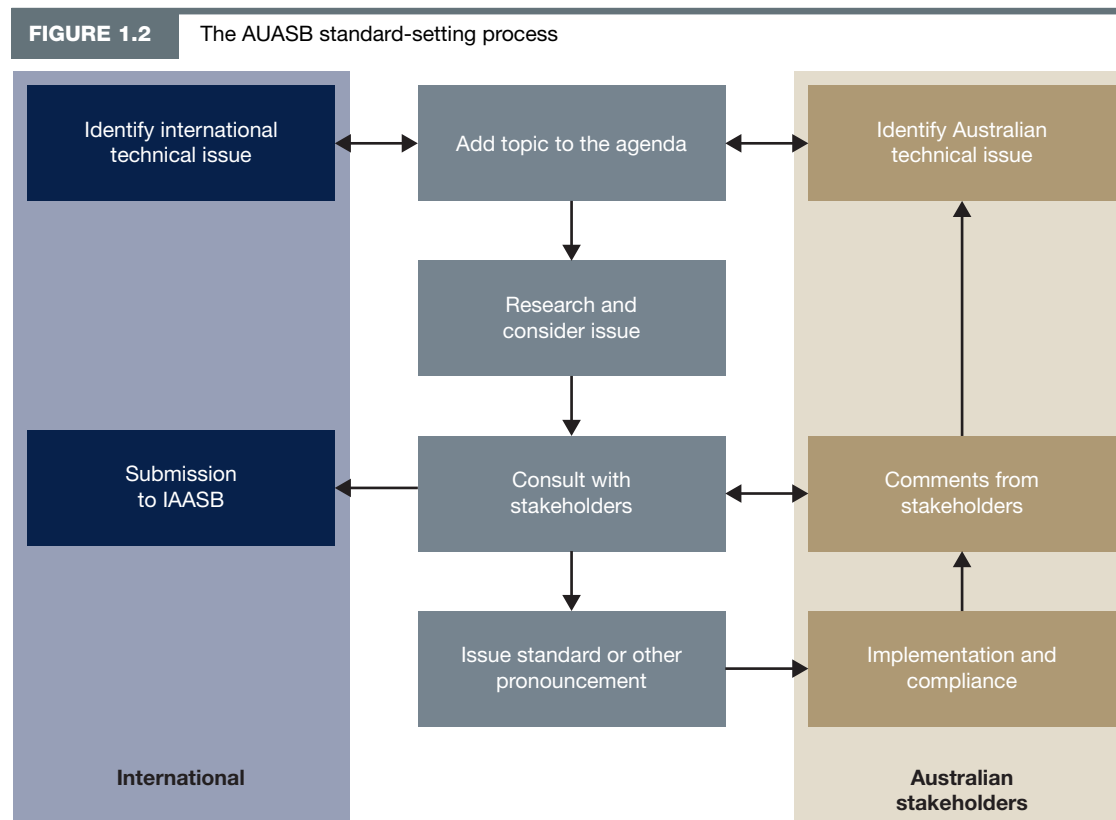 FIGURE 1.2
The AUASB standard-setting process
Identify international
technical issue
Add topic to the agenda
Identify Australian
technical issue
Research and
consider issue
Submission
to IAASB
Consult with
stakeholders
Comments from
stakeholders
Issue standard or other
pronouncement
Implementation and
compliance
International
Australian
stakeholders